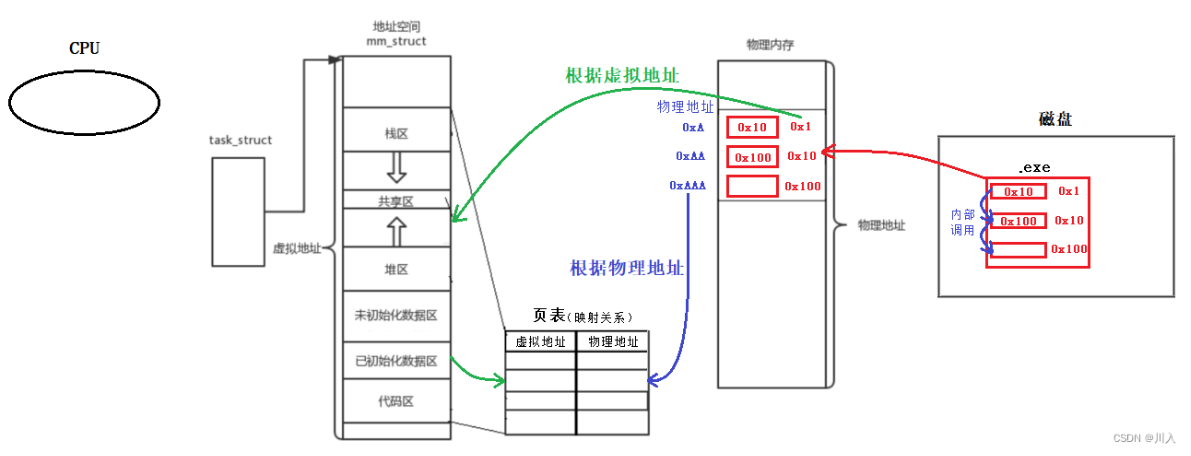 CPU
task_struct
地址空间
mm_struct
虚拟地址
栈区
共享区
堆区
未初始化数据区
已初始化数据区
代码区
根据虚拟地址
根据物理地址
页表(映射关系)
虚拟地址 物理地址
物理内存
物理地址
0xA 0x10 0x1
0xAA 0x100 0x10
0xAAA 0x100
物理地址
磁盘
.exe
0x10 0x1
内部
调用
0x100 0x10
0x100
CSDN @川入